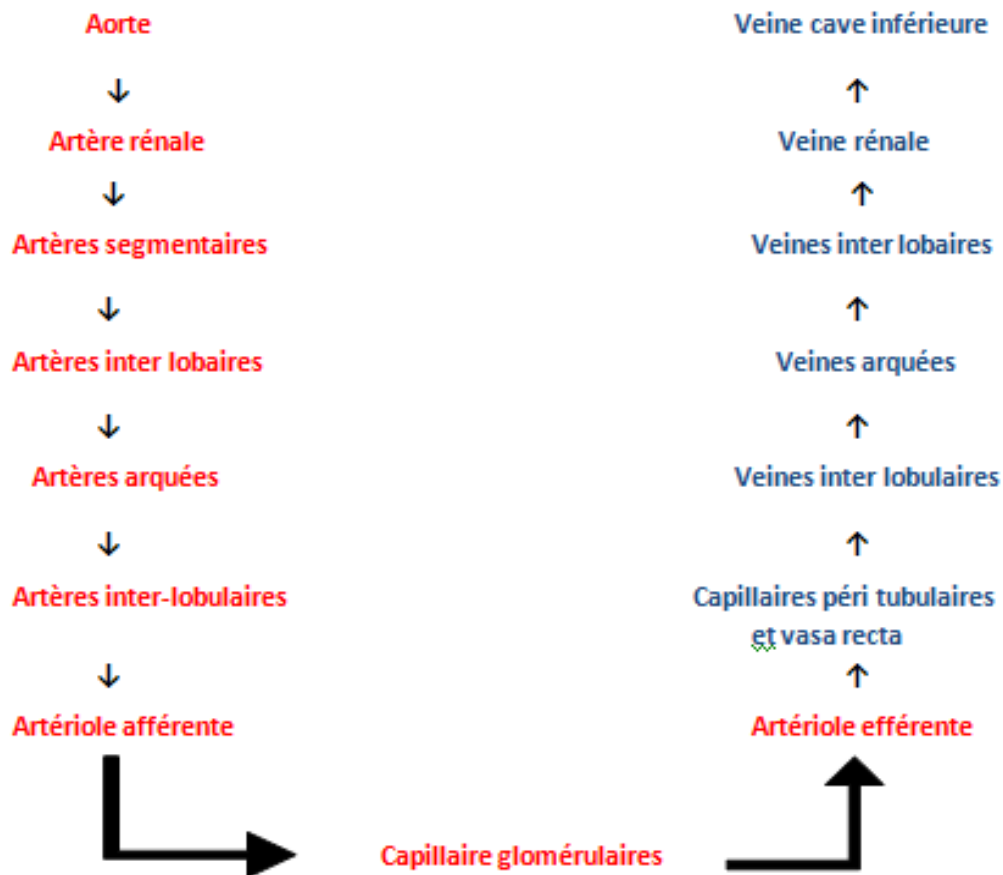 Aorte
Artère rénale
Artères segmentaires
Artères inter lobaires
Artères arquées
Artères inter-lobulaires
Artériole afférente
Capillaire glomérulaires
Artériole efférente
Capillaires péri tubulaires
et vasa recta
Veines inter lobulaires
Veines arquées
Veines inter lobaires
Veine rénale
Veine cave inférieure